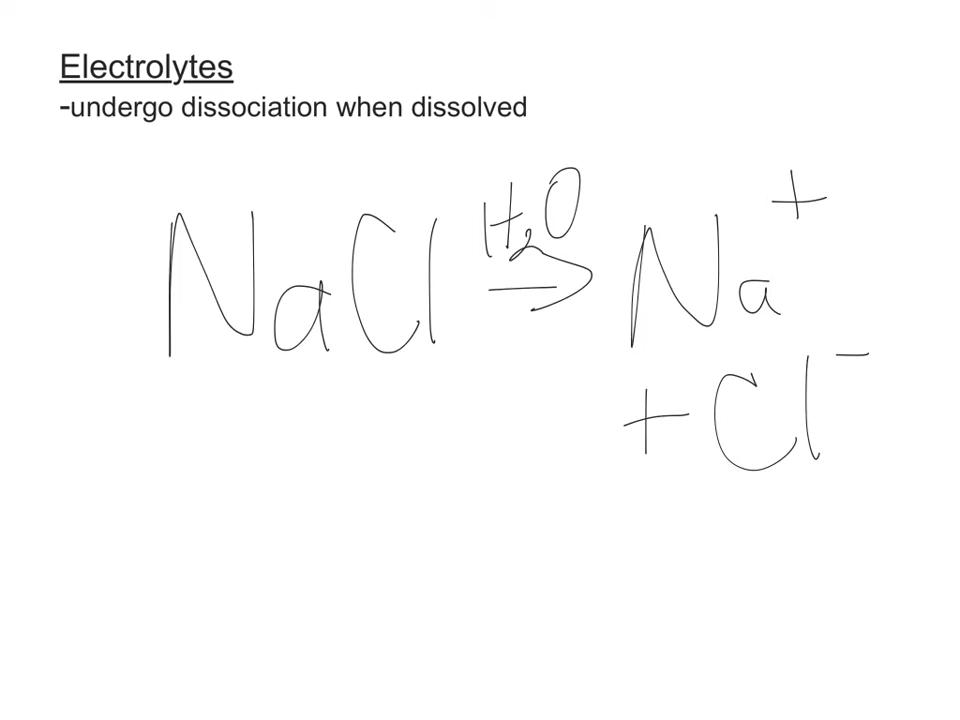 Electrolytes
-undergo dissociation when dissolved
NaCl H₂O → Na⁺
+ Cl⁻